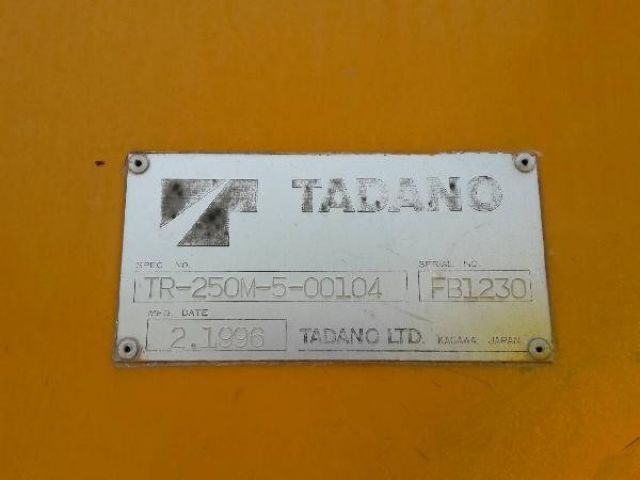 TADANO
SPEC. NO. SERIAL NO.
TR-250M-5-00104 FB1230
MFG. DATE
2.1996 TADANO LTD. KAGAWA, JAPAN